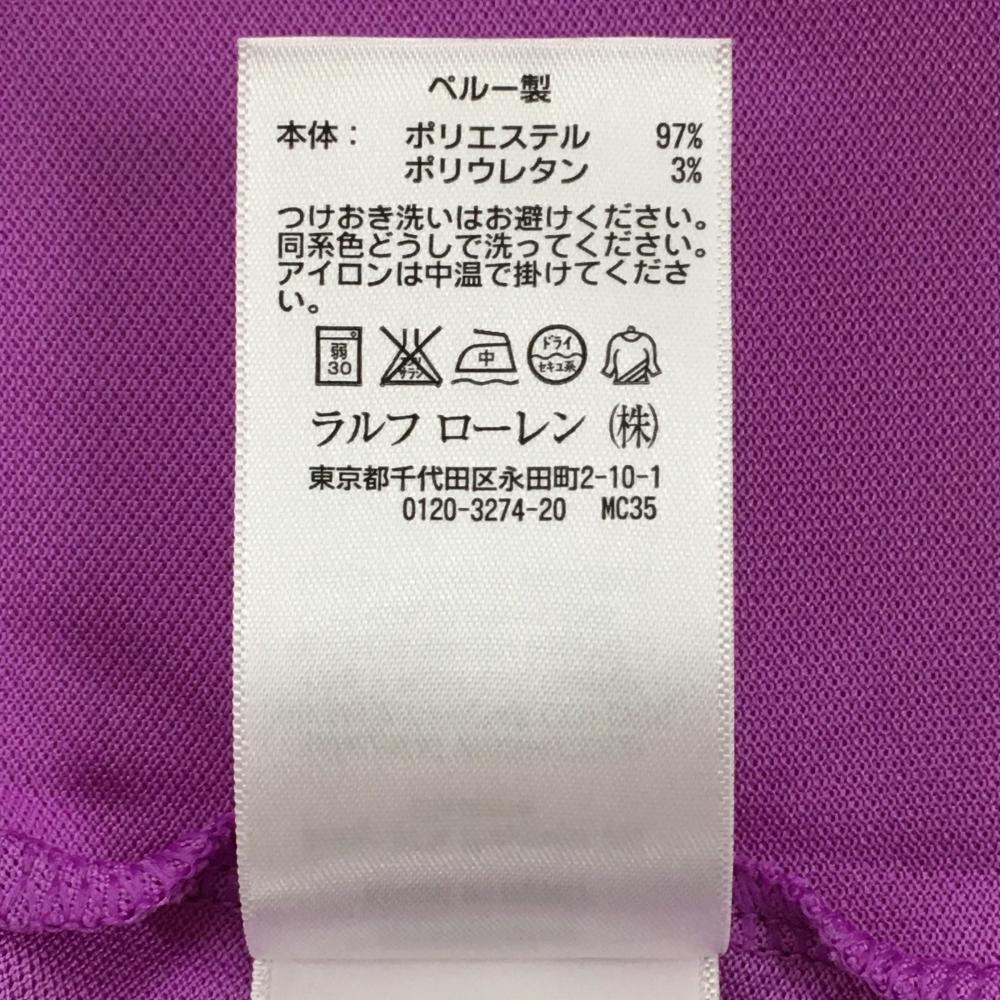 ペルー製
本体： ポリエステル 97%
ポリウレタン 3%
つけおき洗いはお避けください。
同系色どうしで洗ってください。
アイロンは中温で掛けてくださ
い。
弱 30 中 ドライ セキユ系
ラルフ ローレン ㈱
東京都千代田区永田町2-10-1
0120-3274-20 MC35